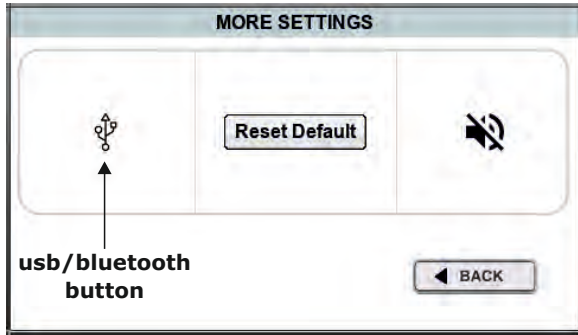 MORE SETTINGS
Reset Default
usb/bluetooth
button
BACK